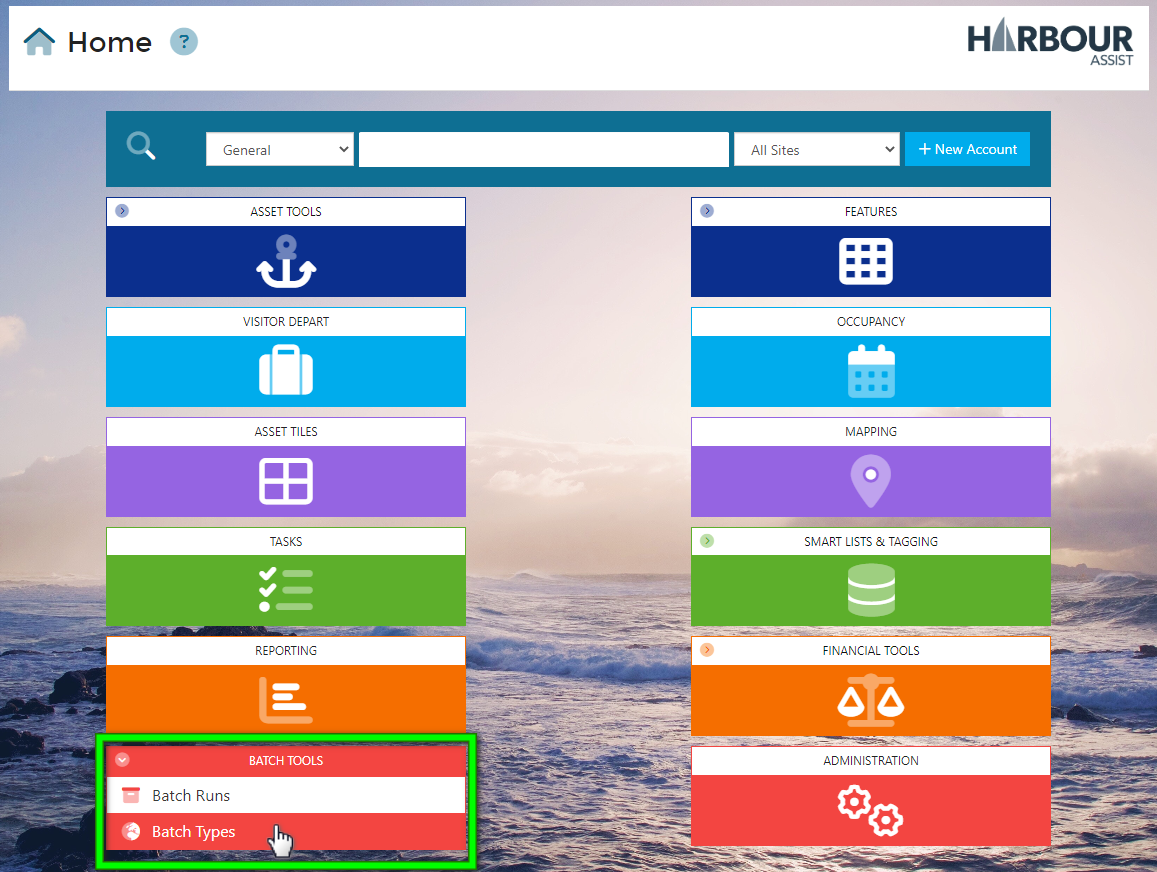 Home ?
HARBOUR
ASSIST
General
All Sites
+ New Account
ASSET TOOLS
FEATURES
VISITOR DEPART
OCCUPANCY
ASSET TILES
MAPPING
TASKS
SMART LISTS & TAGGING
REPORTING
FINANCIAL TOOLS
BATCH TOOLS
Batch Runs
Batch Types
ADMINISTRATION